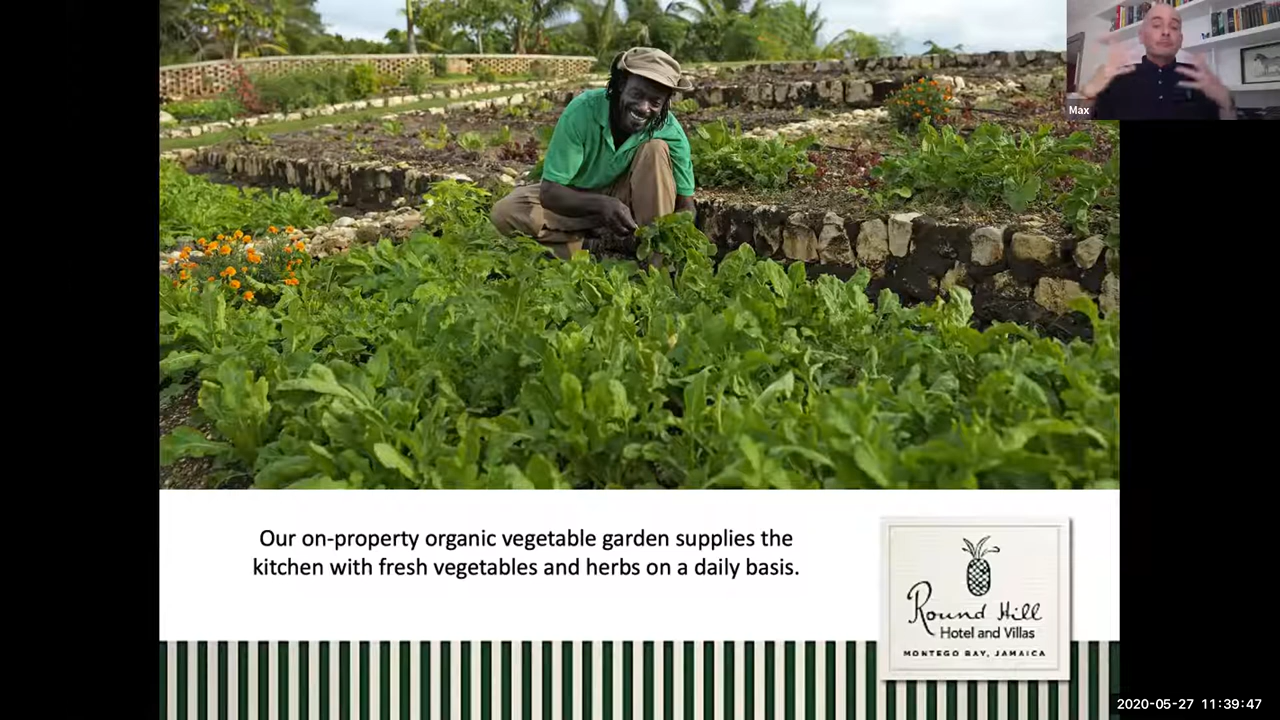 Max
Our on-property organic vegetable garden supplies the
kitchen with fresh vegetables and herbs on a daily basis.
Round Hill
Hotel and Villas
MONTEGO BAY, JAMAICA
2020-05-27 11:39:47